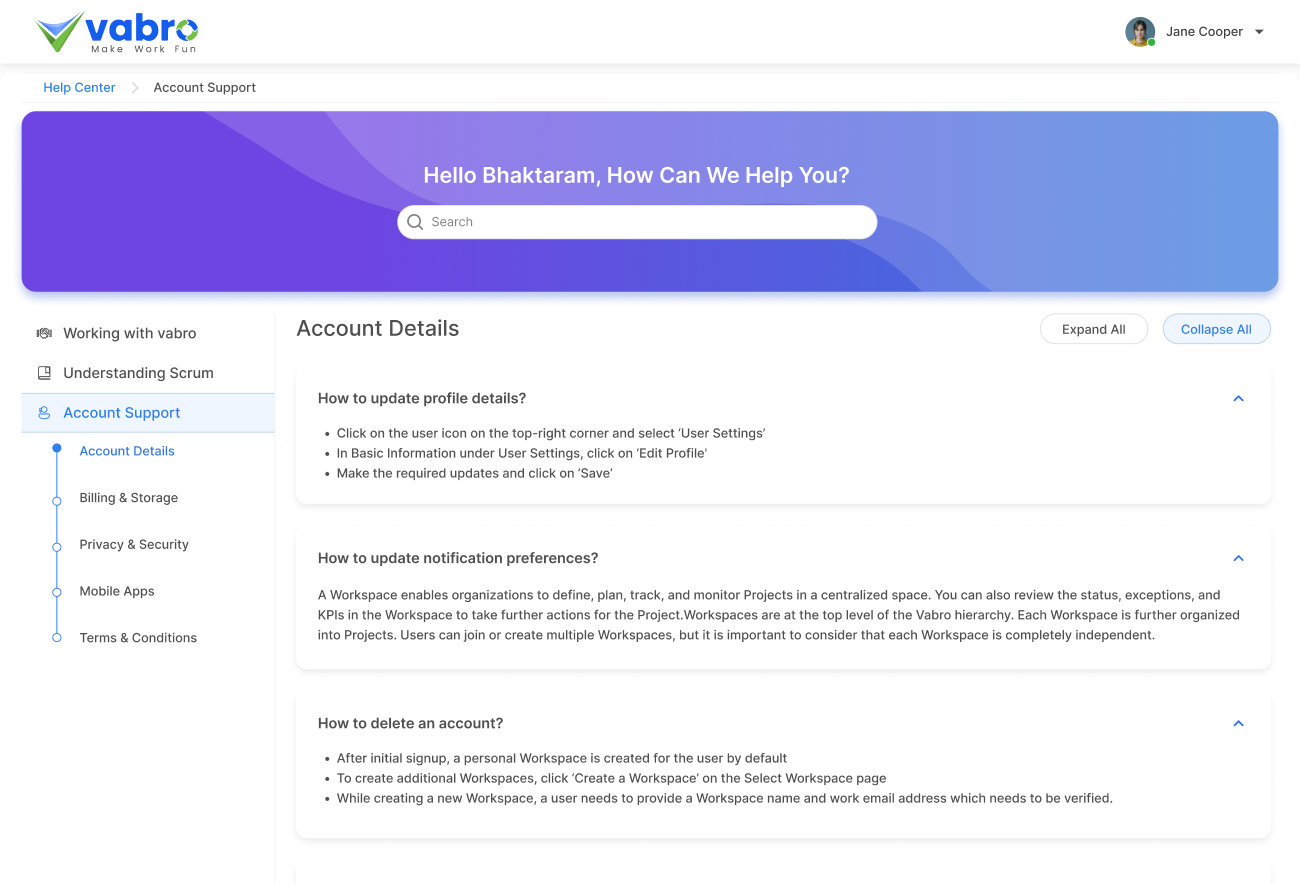 vabro
Make Work Fun
Jane Cooper
Help Center
Account Support
Hello Bhaktaram, How Can We Help You?
Search
Working with vabro
Understanding Scrum
Account Support
Account Details
Billing & Storage
Privacy & Security
Mobile Apps
Terms & Conditions
Account Details
Expand All
Collapse All
How to update profile details?
• Click on the user icon on the top-right corner and select ‘User Settings’
• In Basic Information under User Settings, click on ‘Edit Profile'
• Make the required updates and click on ‘Save’
How to update notification preferences?
A Workspace enables organizations to define, plan, track, and monitor Projects in a centralized space. You can also review the status, exceptions, and
KPIs in the Workspace to take further actions for the Project.Workspaces are at the top level of the Vabro hierarchy. Each Workspace is further organized
into Projects. Users can join or create multiple Workspaces, but it is important to consider that each Workspace is completely independent.
How to delete an account?
• After initial signup, a personal Workspace is created for the user by default
• To create additional Workspaces, click ‘Create a Workspace’ on the Select Workspace page
• While creating a new Workspace, a user needs to provide a Workspace name and work email address which needs to be verified.